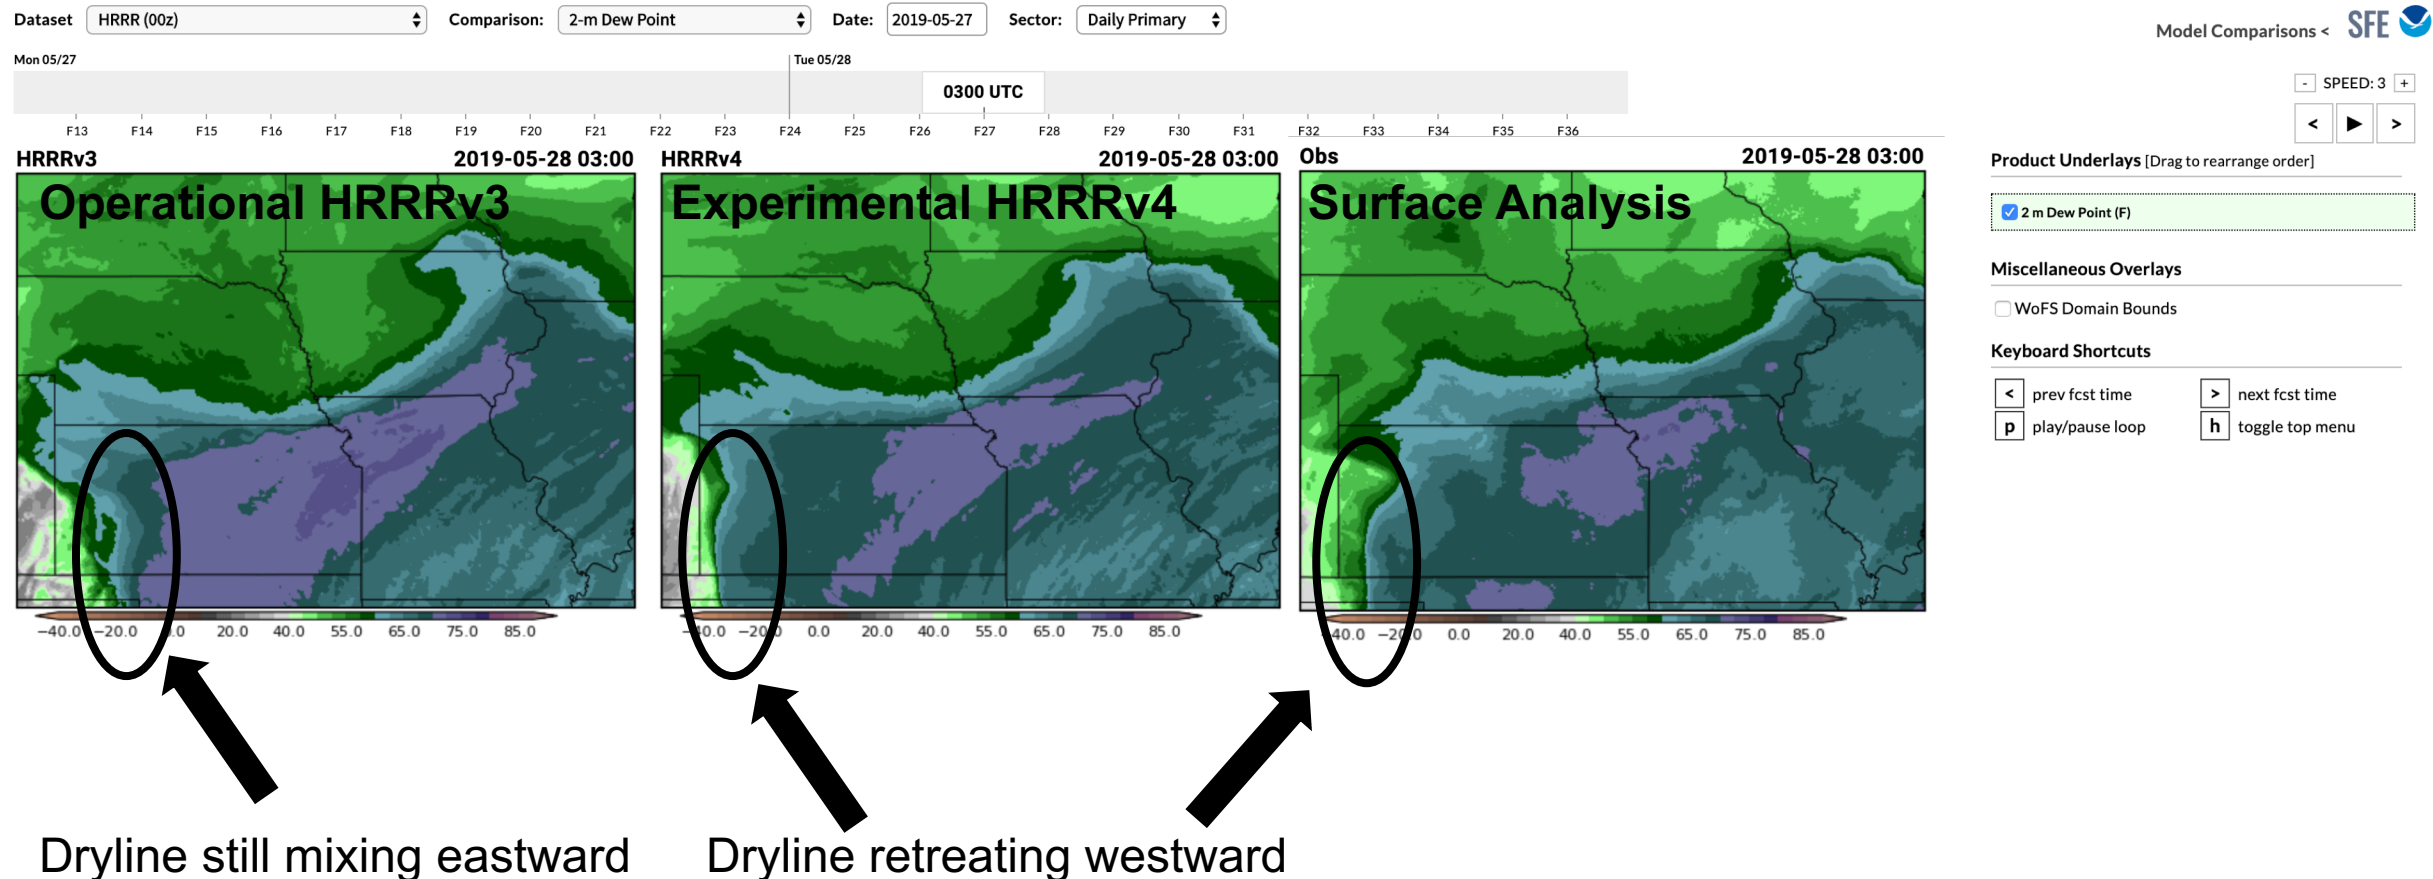 Dataset HRRR (00z) Comparison: 2-m Dew Point Date: 2019-05-27 Sector: Daily Primary
Model Comparisons < SFE
Mon 05/27 Tue 05/28
0300 UTC
- SPEED: 3 +
F13 F14 F15 F16 F17 F18 F19 F20 F21 F22 F23 F24 F25 F26 F27 F28 F29 F30 F31 F32 F33 F34 F35 F36
< ▶ >
HRRRv3 2019-05-28 03:00 HRRRv4 2019-05-28 03:00 Obs 2019-05-28 03:00
Operational HRRRv3 Experimental HRRRv4 Surface Analysis
−40.0 −20.0 20.0 40.0 55.0 65.0 75.0 85.0
0.0 20.0 40.0 55.0 65.0 75.0 85.0
0.0 20.0 40.0 55.0 65.0 75.0 85.0
Product Underlays [Drag to rearrange order]
2 m Dew Point (F)
Miscellaneous Overlays
WoFS Domain Bounds
Keyboard Shortcuts
< prev fcst time > next fcst time
p play/pause loop h toggle top menu
Dryline still mixing eastward Dryline retreating westward